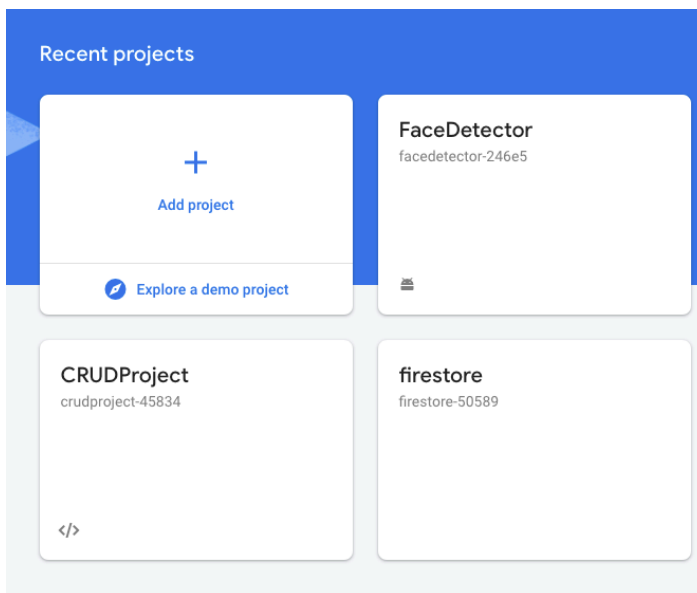 Recent projects
Add project
Explore a demo project
FaceDetector
facedetector-246e5
CRUDProject
crudproject-45834
</>
firestore
firestore-50589